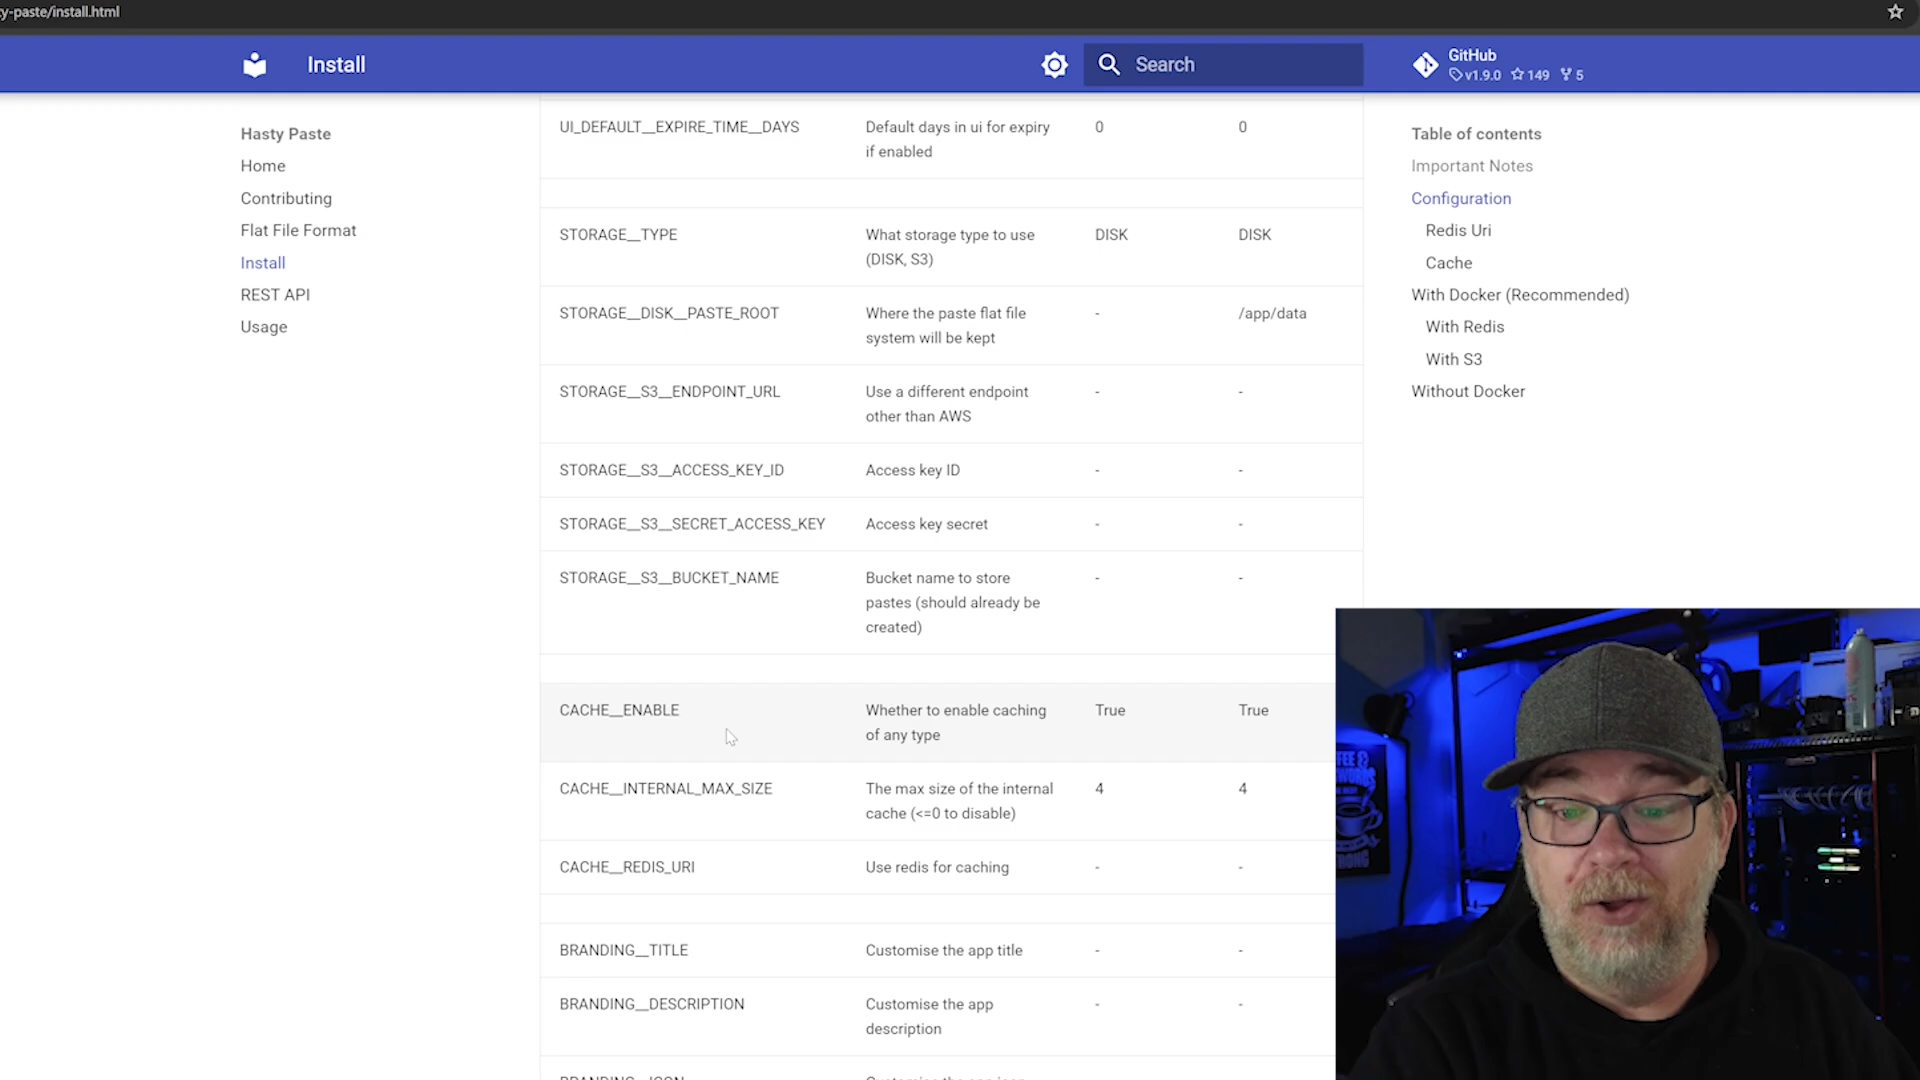 y-paste/install.html
Install
Search
GitHub
v1.9.0 149 5
Hasty Paste
Home
Contributing
Flat File Format
Install
REST API
Usage
UI_DEFAULT__EXPIRE_TIME__DAYS Default days in ui for expiry 0 0
if enabled
STORAGE__TYPE What storage type to use DISK DISK
(DISK, S3)
STORAGE__DISK__PASTE_ROOT Where the paste flat file - /app/data
system will be kept
STORAGE__S3__ENDPOINT_URL Use a different endpoint - -
other than AWS
STORAGE__S3__ACCESS_KEY_ID Access key ID - -
STORAGE__S3__SECRET_ACCESS_KEY Access key secret - -
STORAGE__S3__BUCKET_NAME Bucket name to store - -
pastes (should already be
created)
CACHE__ENABLE Whether to enable caching True True
of any type
CACHE__INTERNAL_MAX_SIZE The max size of the internal 4 4
cache (<=0 to disable)
CACHE__REDIS_URI Use redis for caching - -
BRANDING__TITLE Customise the app title - -
BRANDING__DESCRIPTION Customise the app - -
description
Table of contents
Important Notes
Configuration
Redis Uri
Cache
With Docker (Recommended)
With Redis
With S3
Without Docker